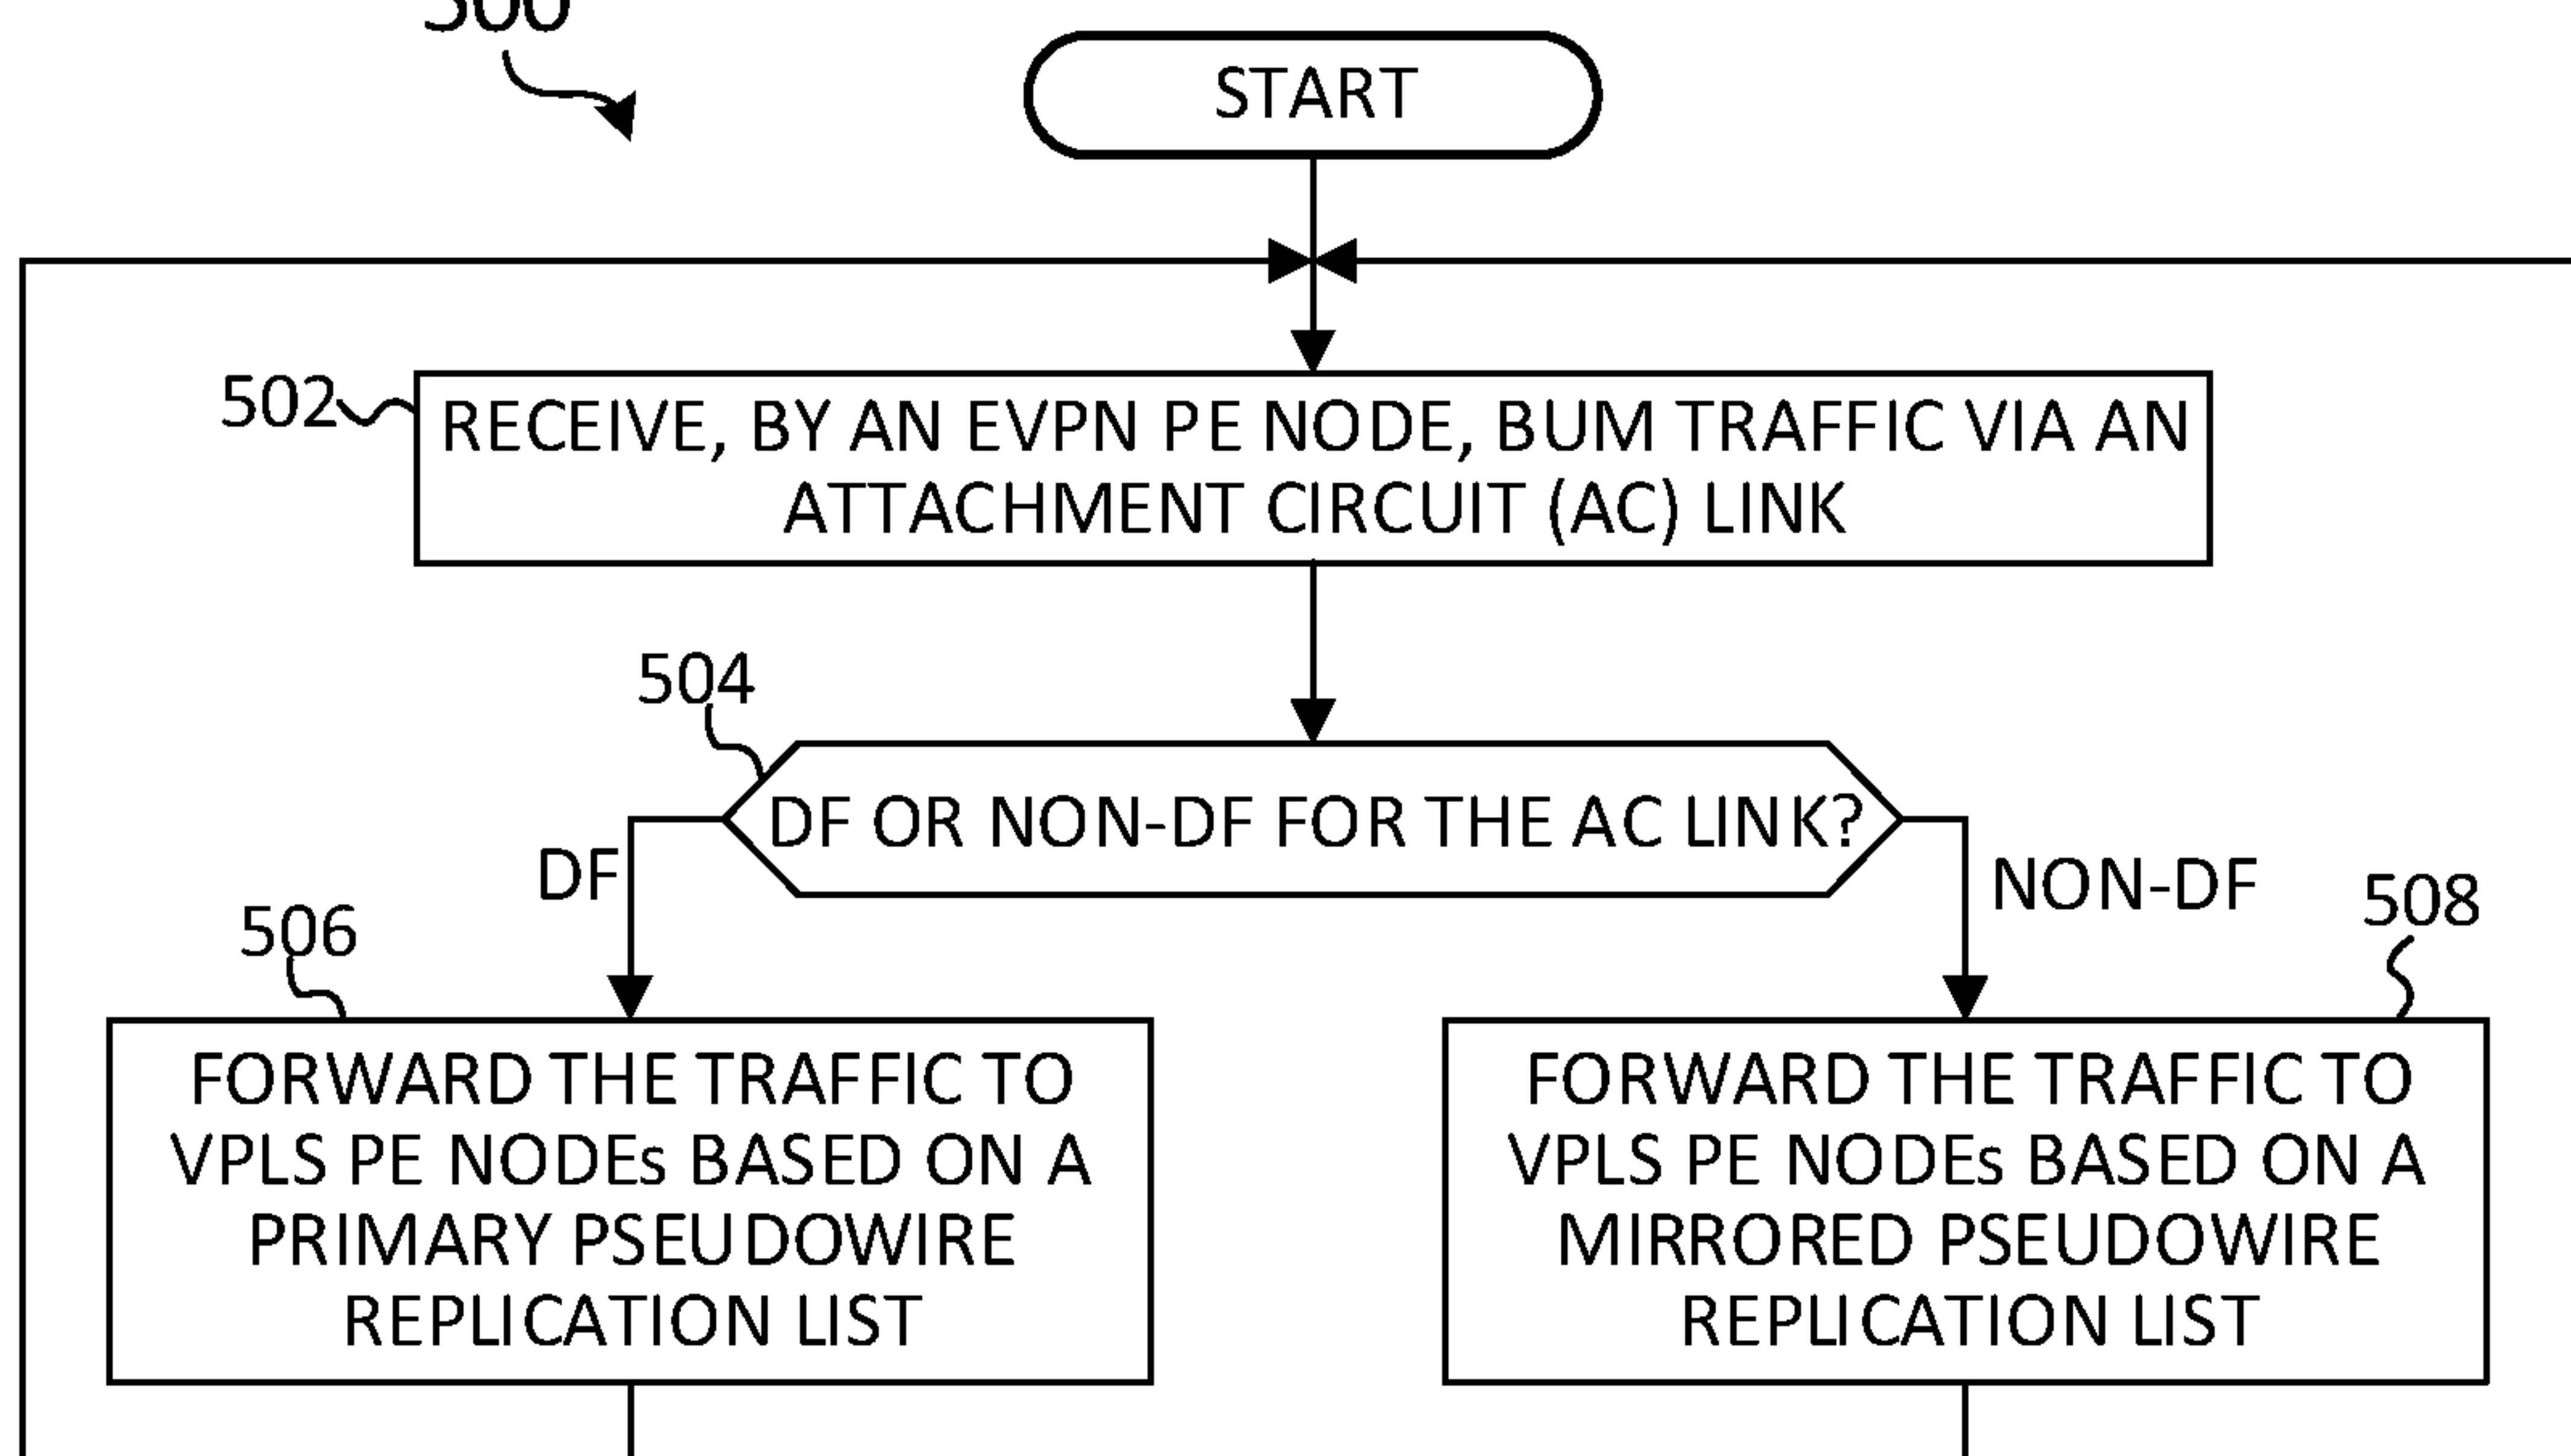 500
START
502
RECEIVE, BY AN EVPN PE NODE, BUM TRAFFIC VIA AN
ATTACHMENT CIRCUIT (AC) LINK
504
DF OR NON-DF FOR THE AC LINK?
DF
NON-DF
506
508
FORWARD THE TRAFFIC TO
VPLS PE NODEs BASED ON A
PRIMARY PSEUDOWIRE
REPLICATION LIST
FORWARD THE TRAFFIC TO
VPLS PE NODEs BASED ON A
MIRRORED PSEUDOWIRE
REPLICATION LIST